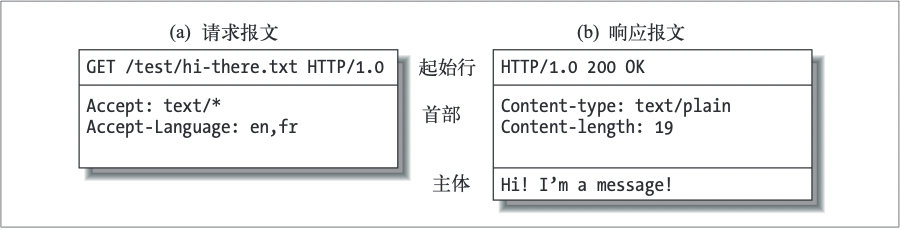 (a) 请求报文
GET /test/hi-there.txt HTTP/1.0
Accept: text/*
Accept-Language: en,fr
起始行
首部
主体
(b) 响应报文
HTTP/1.0 200 OK
Content-type: text/plain
Content-length: 19
Hi! I’m a message!